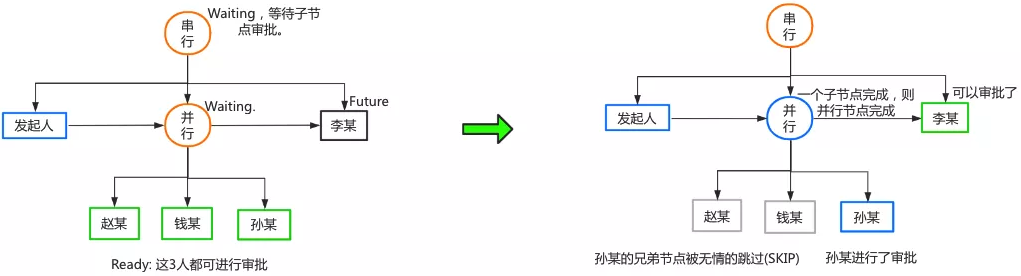 Waiting，等待子节
点审批。
串
行
发起人
Waiting.
并
行
Future
李某
赵某
钱某
孙某
Ready: 这3人都可进行审批
串
行
发起人
一个子节点完成，则
并行节点完成
并
行
可以审批了
李某
赵某
钱某
孙某
孙某的兄弟节点被无情的跳过(SKIP)
孙某进行了审批